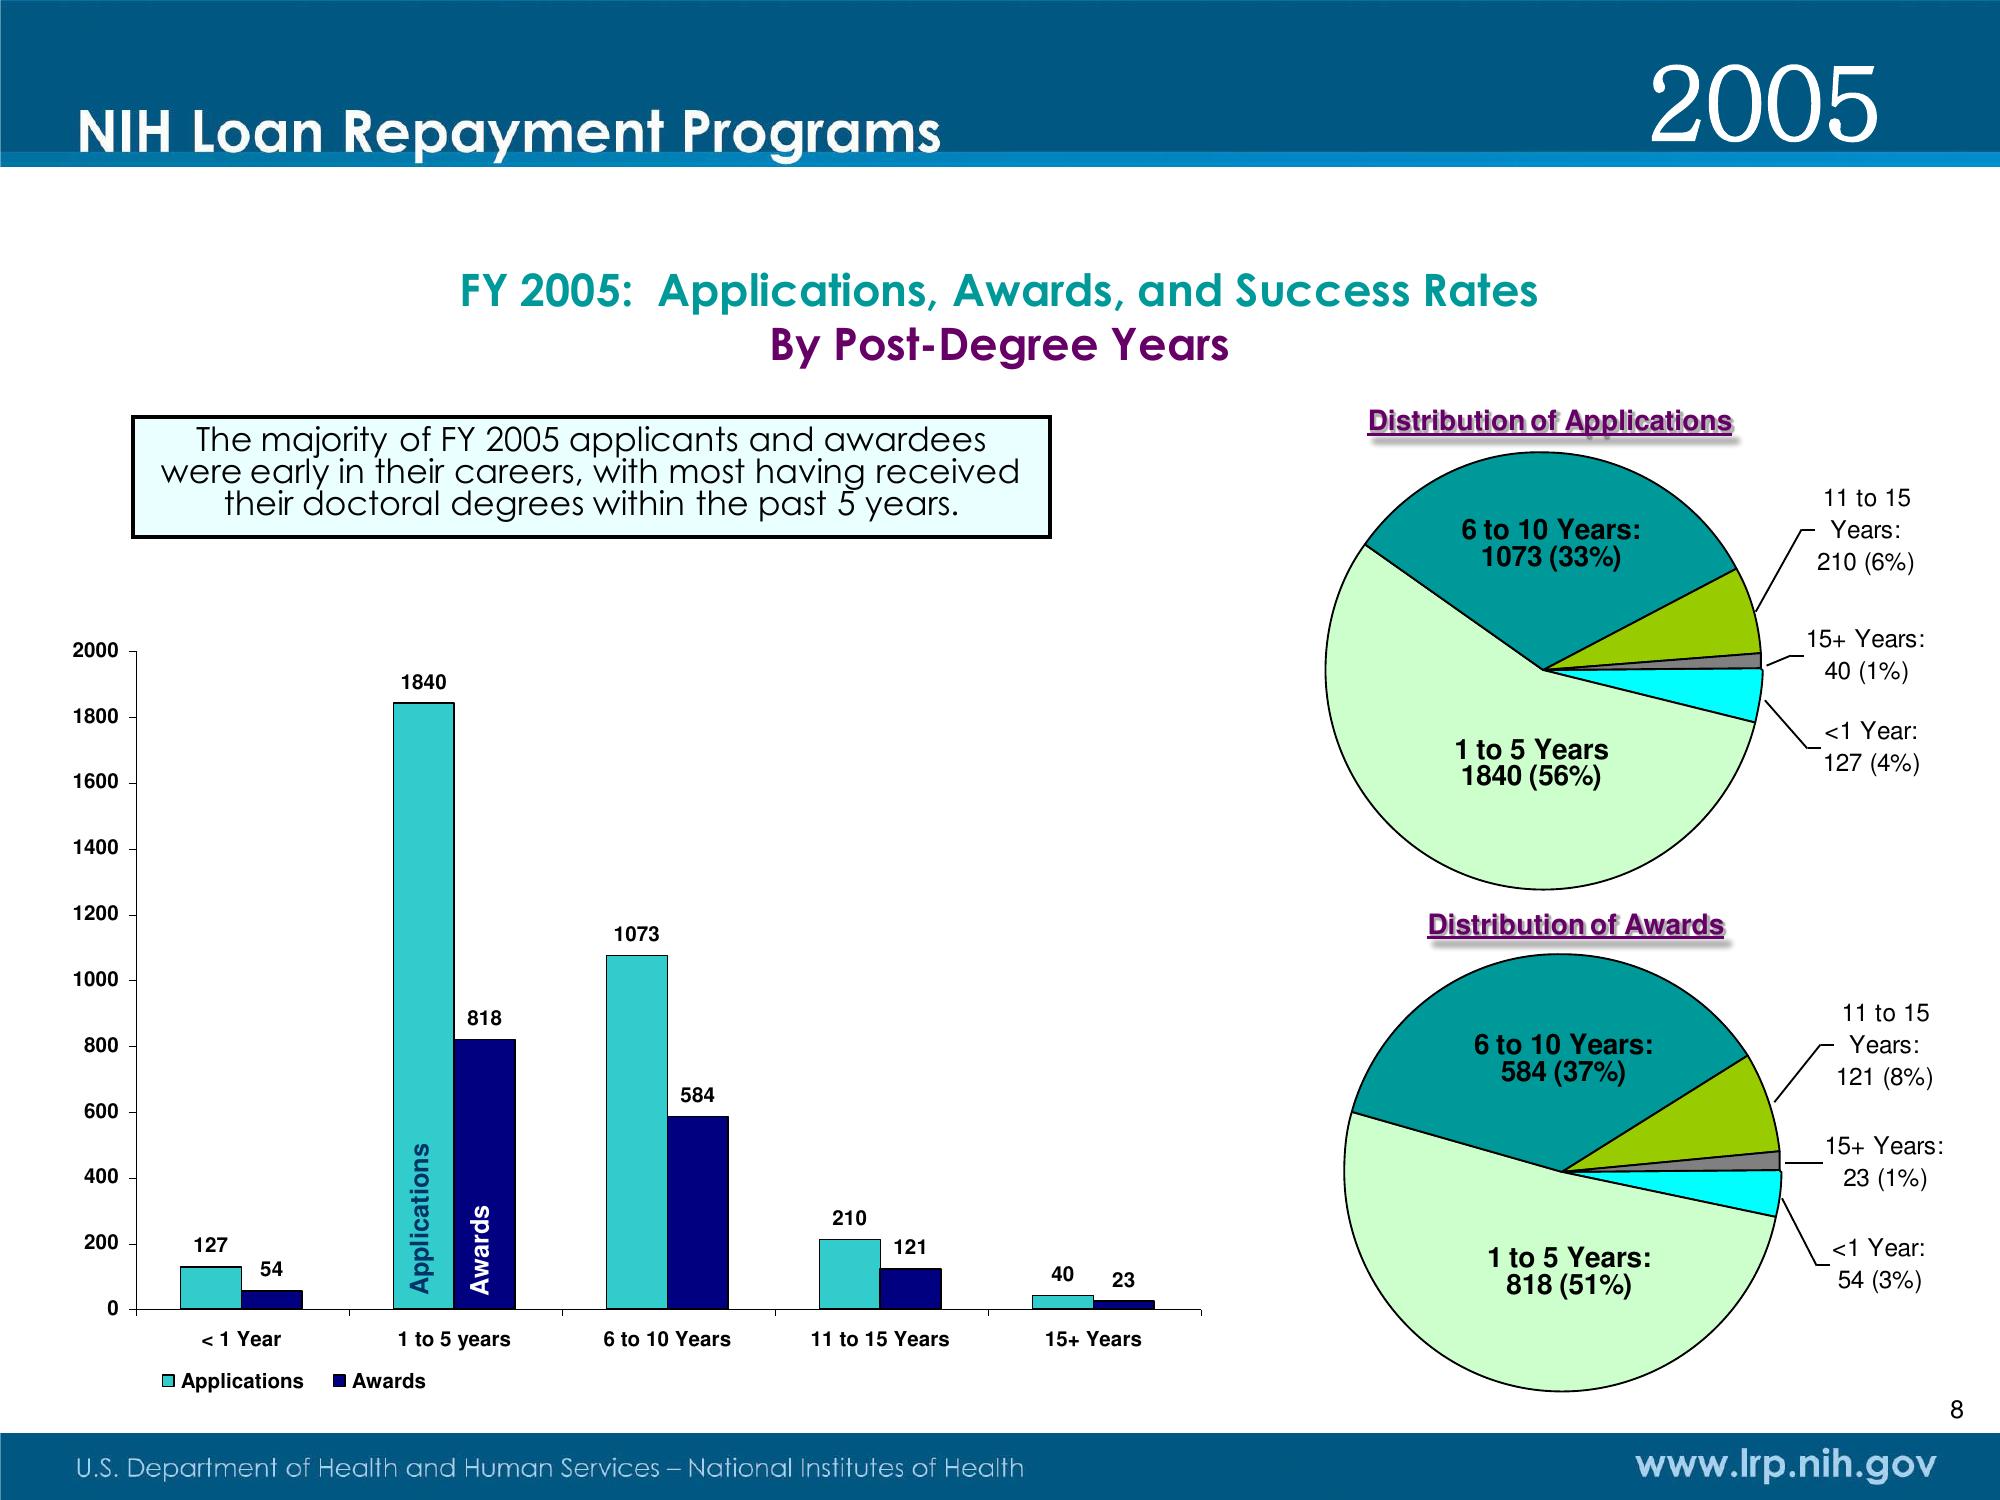 NIH Loan Repayment Programs
2005
FY 2005:  Applications, Awards, and Success Rates
By Post-Degree Years
The majority of FY 2005 applicants and awardees
were early in their careers, with most having received
their doctoral degrees within the past 5 years.
2000
1800
1600
1400
1200
1000
800
600
400
200
0
127
54
1840
818
1073
584
210
121
40
23
Applications
Awards
< 1 Year
1 to 5 years
6 to 10 Years
11 to 15 Years
15+ Years
Applications
Awards
Distribution of Applications
6 to 10 Years:
1073 (33%)
11 to 15
Years:
210 (6%)
15+ Years:
40 (1%)
<1 Year:
127 (4%)
1 to 5 Years
1840 (56%)
Distribution of Awards
6 to 10 Years:
584 (37%)
11 to 15
Years:
121 (8%)
15+ Years:
23 (1%)
<1 Year:
54 (3%)
1 to 5 Years:
818 (51%)
8
U.S. Department of Health and Human Services – National Institutes of Health
www.lrp.nih.gov